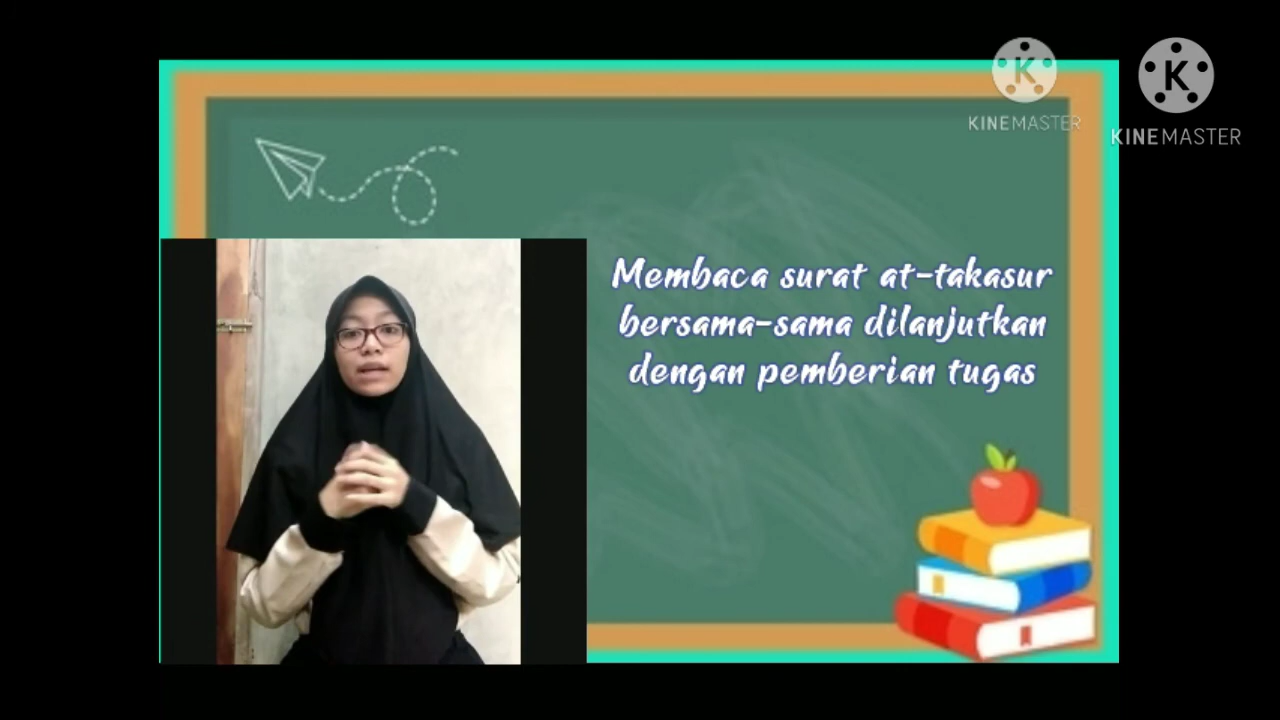 KINEMASTER
KINEMASTER
Membaca surat at-takasur
bersama-sama dilanjutkan
dengan pemberian tugas